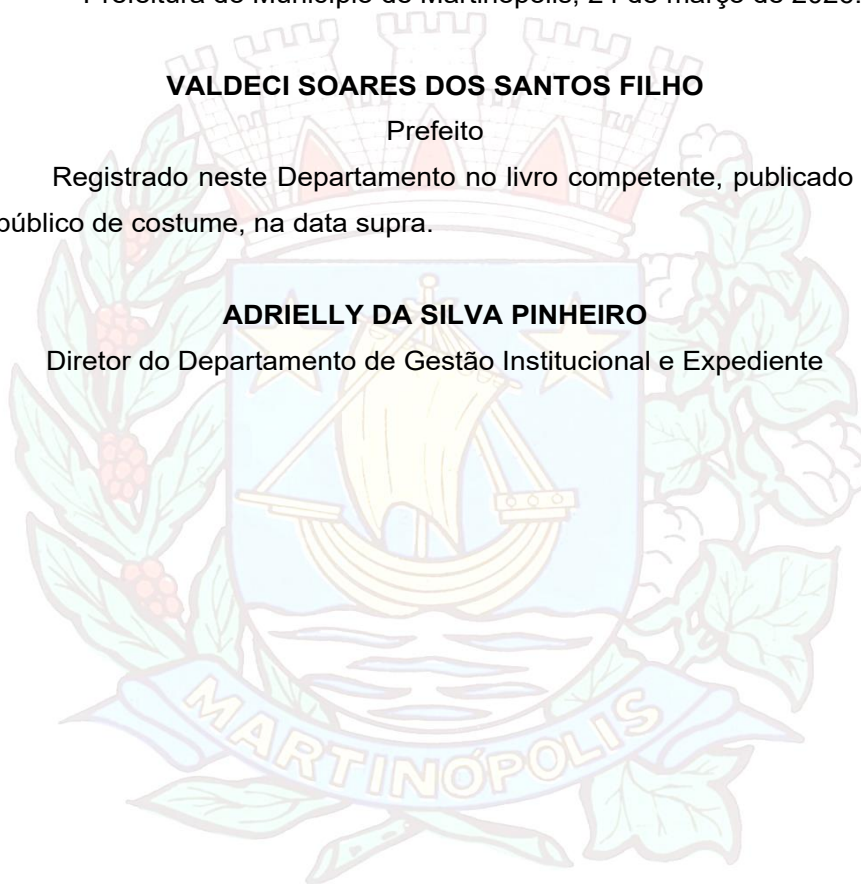 Prefeitura do Município de Martinópolis, 24 de março de 2026.
VALDECI SOARES DOS SANTOS FILHO
Prefeito
Registrado neste Departamento no livro competente, publicado
público de costume, na data supra.
ADRIELLY DA SILVA PINHEIRO
Diretor do Departamento de Gestão Institucional e Expediente
MARTINÓPOLIS